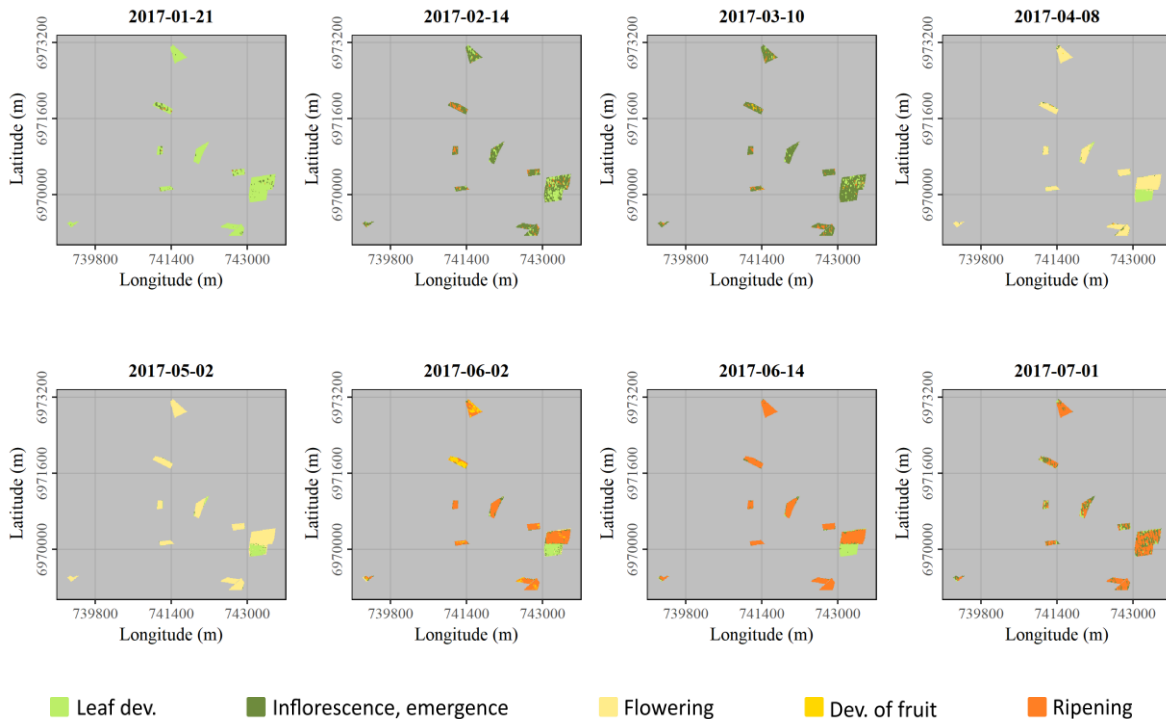 2017-01-21 2017-02-14 2017-03-10 2017-04-08
Latitude (m) Latitude (m) Latitude (m) Latitude (m)
6973200 6973200 6973200 6973200
6971600 6971600 6971600 6971600
6970000 6970000 6970000 6970000
739800 741400 743000 739800 741400 743000 739800 741400 743000 739800 741400 743000
Longitude (m) Longitude (m) Longitude (m) Longitude (m)
2017-05-02 2017-06-02 2017-06-14 2017-07-01
Latitude (m) Latitude (m) Latitude (m) Latitude (m)
6973200 6973200 6973200 6973200
6971600 6971600 6971600 6971600
6970000 6970000 6970000 6970000
739800 741400 743000 739800 741400 743000 739800 741400 743000 739800 741400 743000
Longitude (m) Longitude (m) Longitude (m) Longitude (m)
Leaf dev. Inflorescence, emergence Flowering Dev. of fruit Ripening